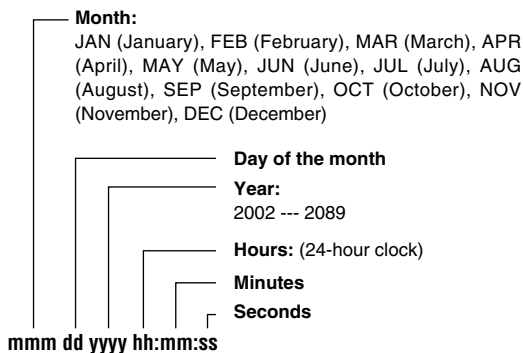 Month:
JAN (January), FEB (February), MAR (March), APR
(April), MAY (May), JUN (June), JUL (July), AUG
(August), SEP (September), OCT (October), NOV
(November), DEC (December)
Day of the month
Year:
2002 --- 2089
Hours: (24-hour clock)
Minutes
Seconds
mmm dd yyyy hh:mm:ss